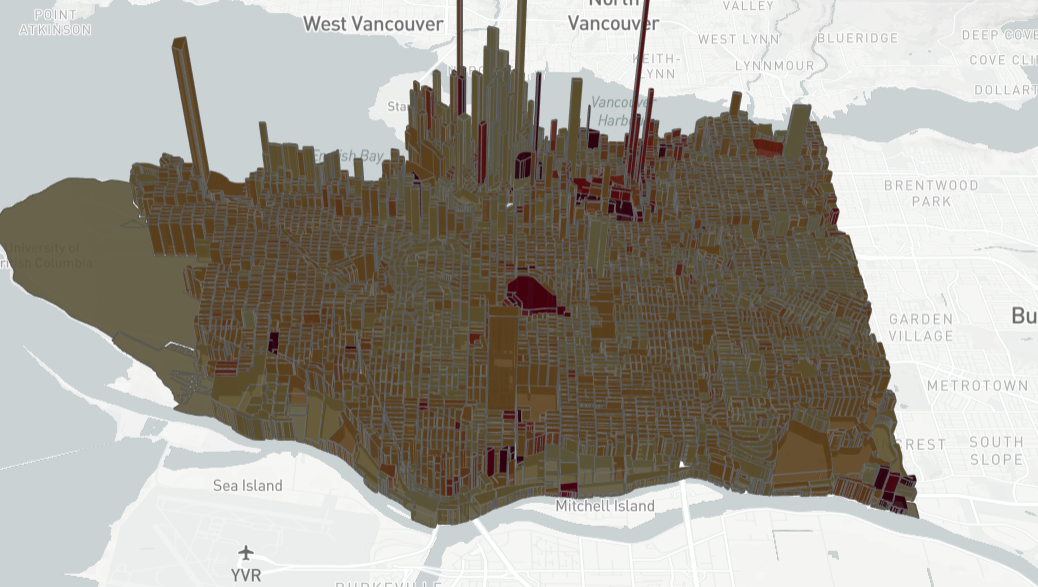 POINT
ATKINSON
West Vancouver
North
Vancouver
VALLEY
WEST LYNN
BLUERIDGE
DEEP COVE
KEITH-
LYNN
LYNNMOUR
COVE CLI
DOLLART
Sta
Vancouver
Harbo
English Bay
BRENTWOOD
PARK
University of
British Columbia
GARDEN
VILLAGE
Bu
METROTOWN
CREST
SOUTH
SLOPE
Sea Island
Mitchell Island
YVR
BURKEVILLE